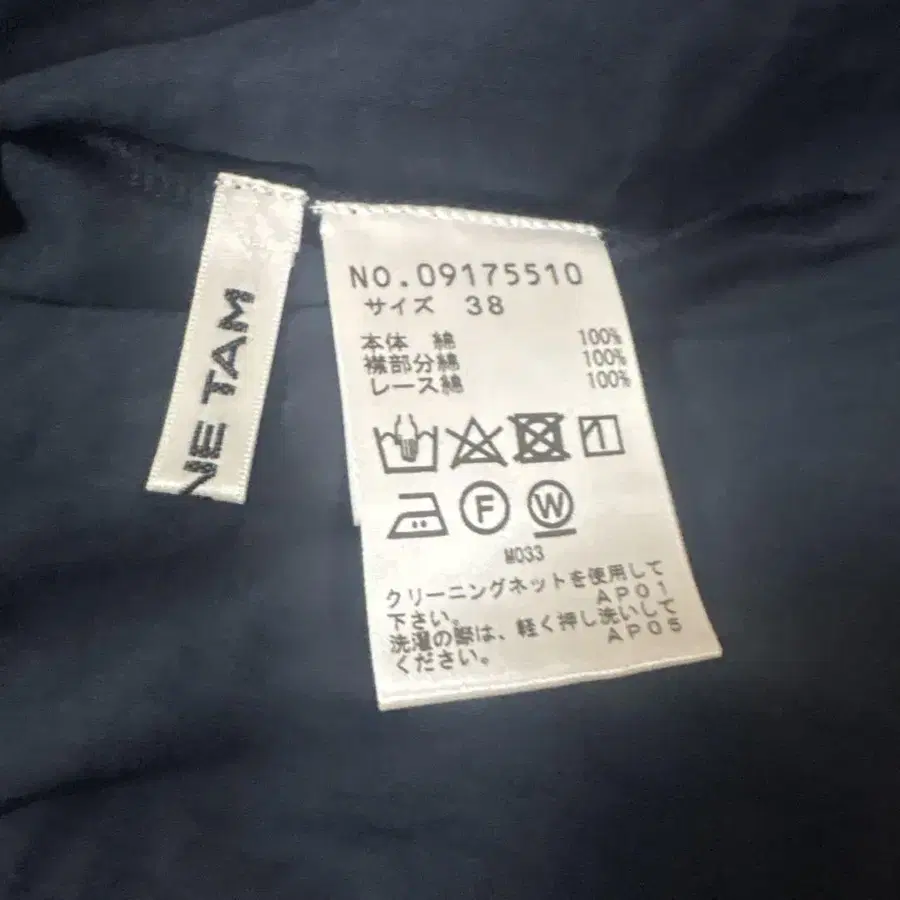 NE TAM
NO.09175510
サイズ 38
本体 綿 100%
襟部分綿 100%
レース綿 100%
F
W
M033
クリーニングネットを使用して
下さい。 AP01
洗濯の際は、軽く押し洗いして
ください。 AP05